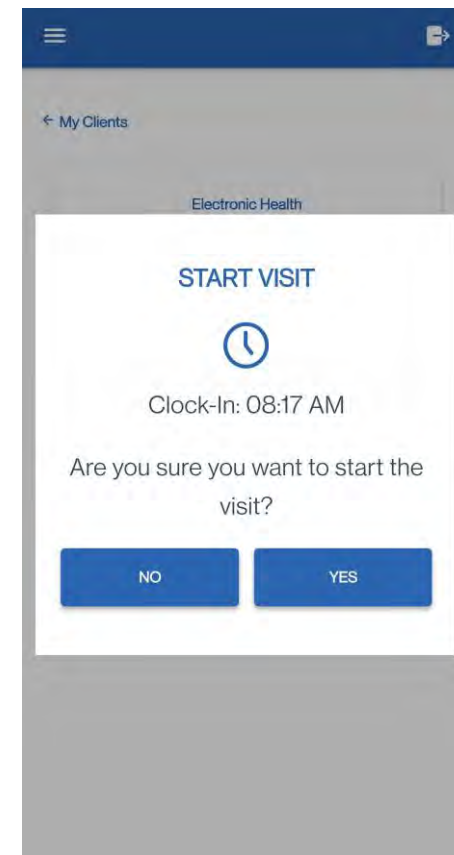 ← My Clients
Electronic Health
START VISIT
Clock-In: 08:17 AM
Are you sure you want to start the
visit?
NO YES